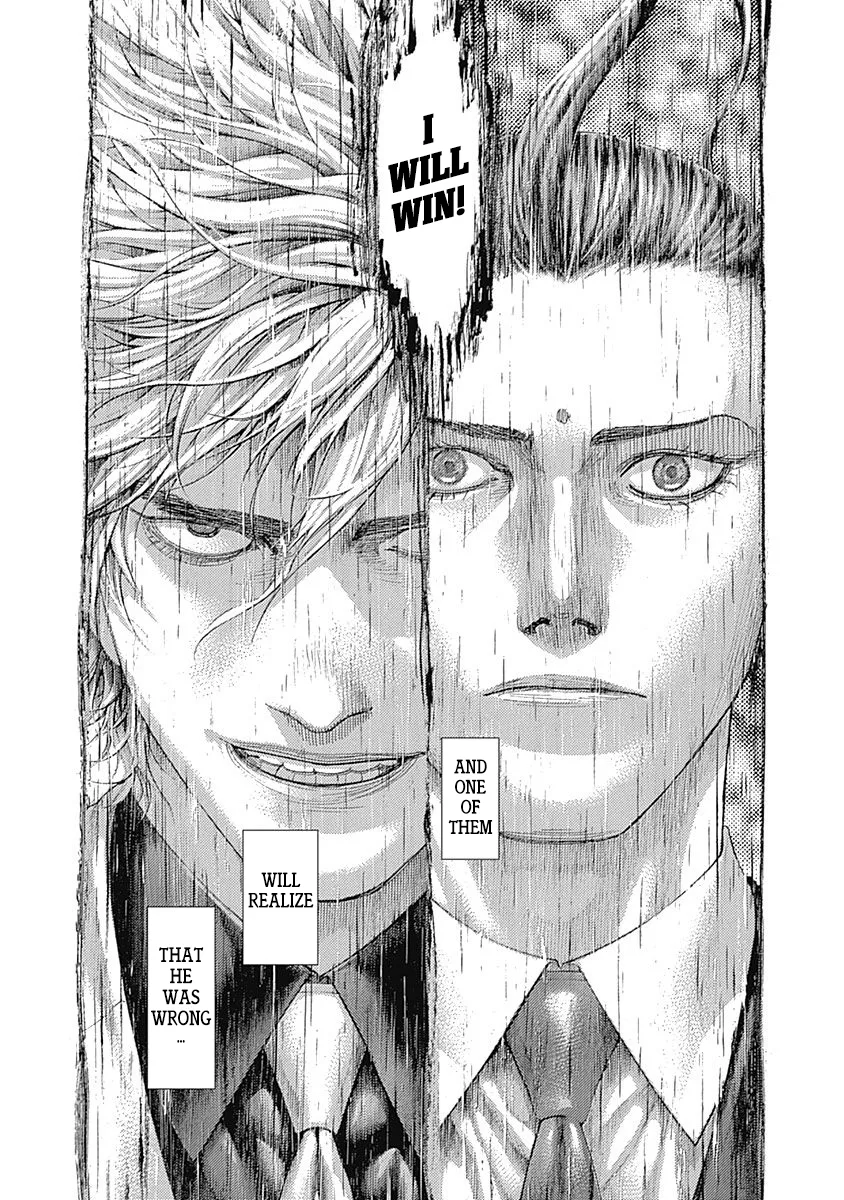 I
WILL
WIN!
AND
ONE
OF
THEM
WILL
REALIZE
THAT
HE
WAS
WRONG
...